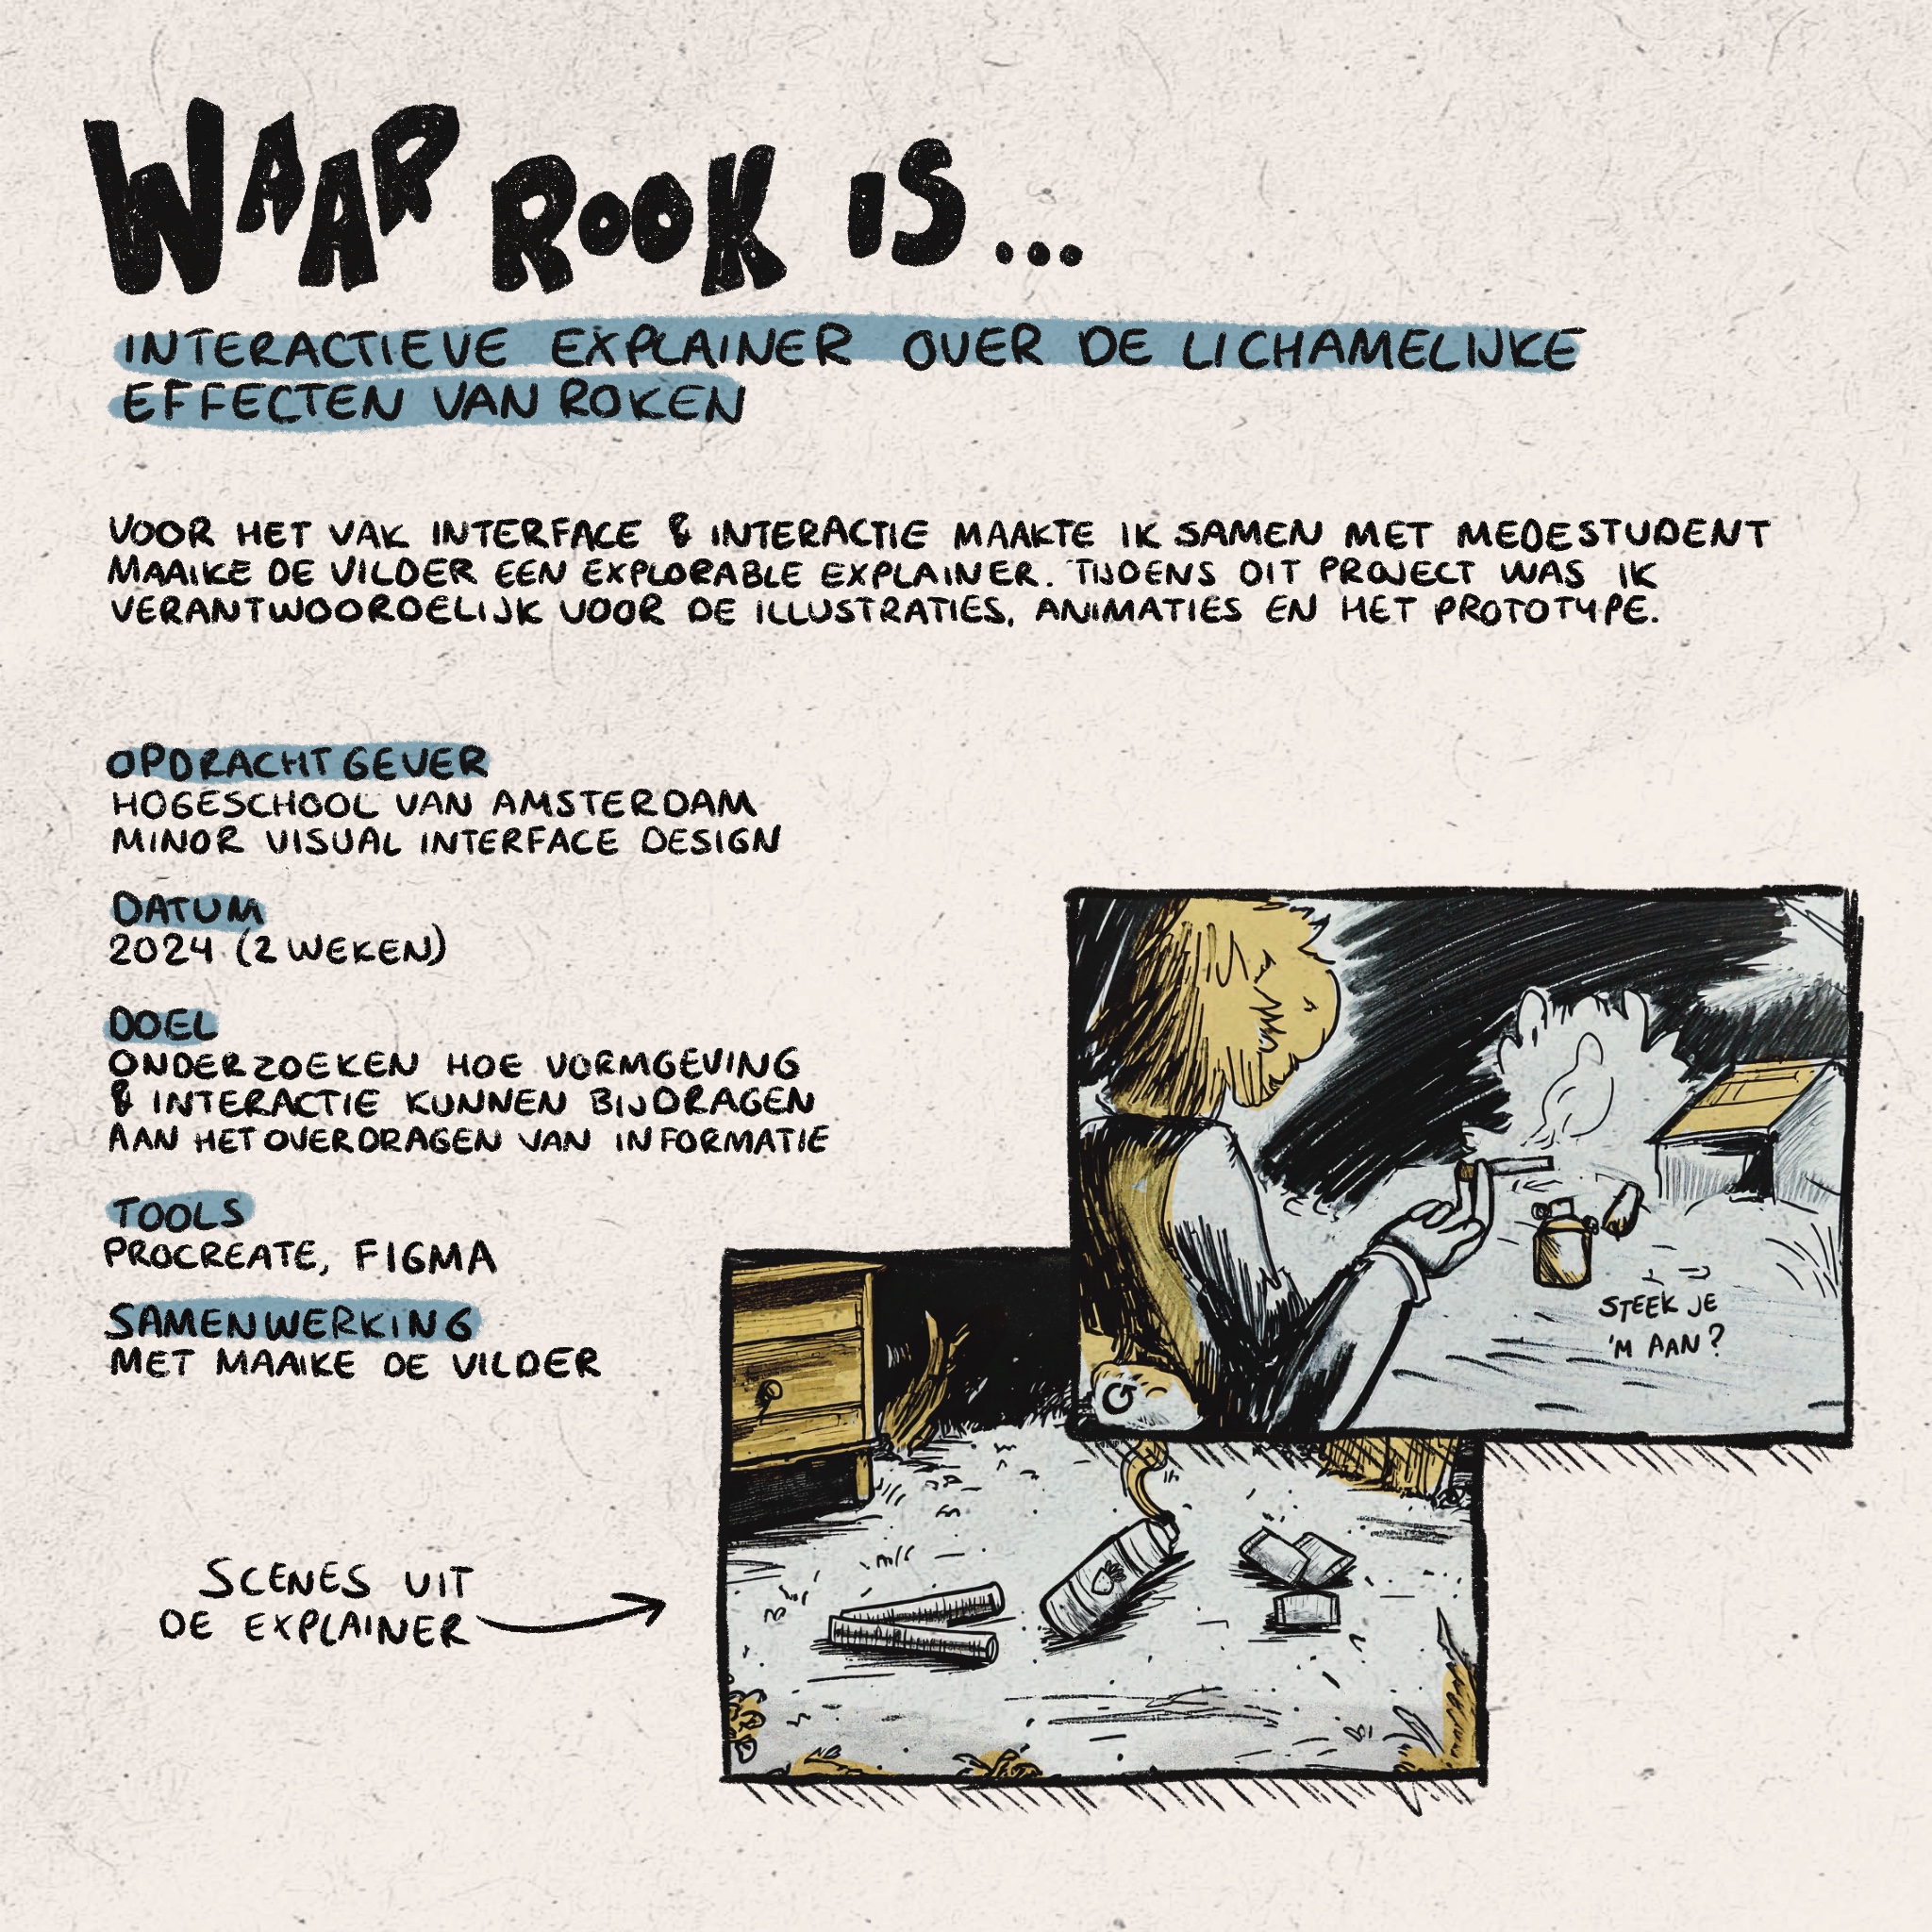 WAAR ROOK IS...
INTERACTIEVE EXPLAINER OVER DE LICHAMELIJKE
EFFECTEN VAN ROKEN
VOOR HET VAK INTERFACE & INTERACTIE MAAKTE IK SAMEN MET MEDESTUDENT
MAAIKE DE VILDER EEN EXPLORABLE EXPLAINER. TIJDENS DIT PROJECT WAS IK
VERANTWOORDELIJK VOOR DE ILLUSTRATIES, ANIMATIES EN HET PROTOTYPE.
OPDRACHTGEVER
HOGESCHOOL VAN AMSTERDAM
MINOR VISUAL INTERFACE DESIGN
DATUM
2024 (2 WEKEN)
DOEL
ONDERZOEKEN HOE VORMGEVING
& INTERACTIE KUNNEN BIJDRAGEN
AAN HET OVERDRAGEN VAN INFORMATIE
TOOLS
PROCREATE, FIGMA
SAMENWERKING
MET MAAIKE DE VILDER
STEEK JE
'M AAN?
SCENES UIT
DE EXPLAINER